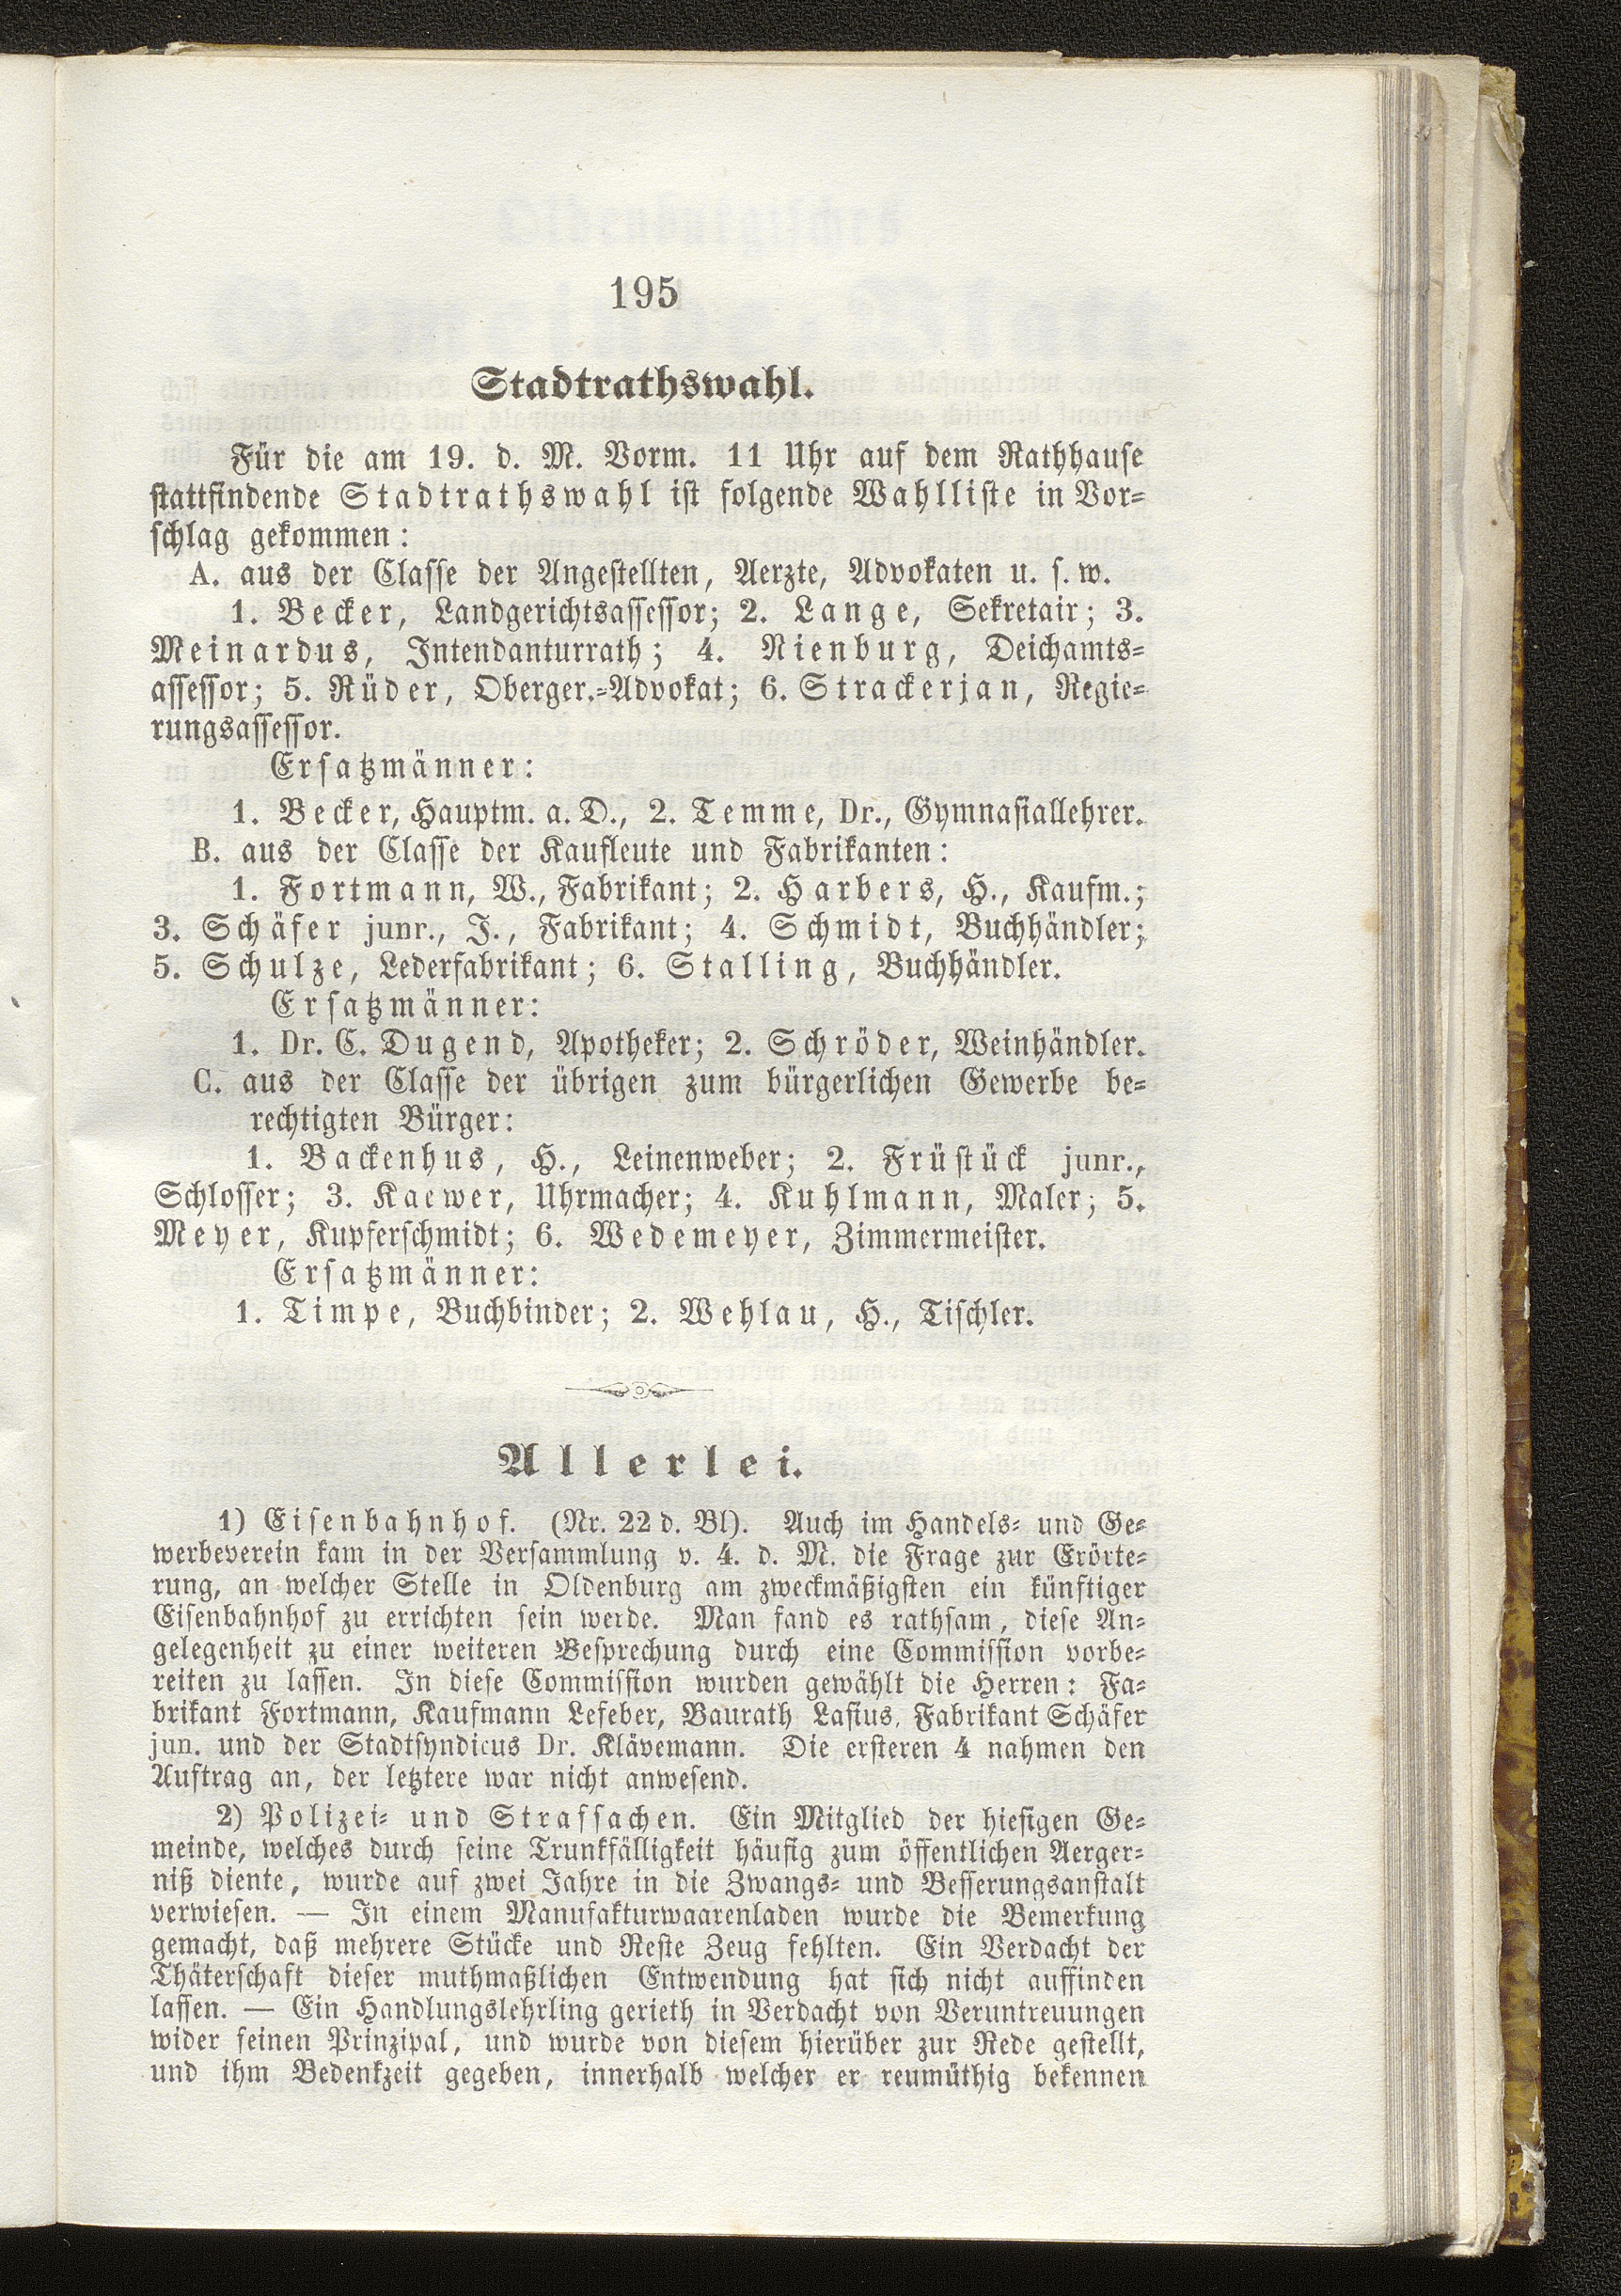 195
Stadtrathswahl.
Für die am 19. d. M. Vorm. 11 Uhr auf dem Rathhause
stattfindende Stadtrathswahl ist folgende Wahlliste in Vor=
schlag gekommen:
A. aus der Classe der Angestellten, Aerzte, Advokaten u. s. w.
1. Becker, Landgerichtsassessor; 2. Lange, Sekretair; 3.
Meinardus, Intendanturrath; 4. Nienburg, Deichamts=
assessor; 5. Rüder, Oberger.=Advokat; 6. Strackerjan, Regie=
rungsassessor.
Ersatzmänner:
1. Becker, Hauptm. a. D., 2. Temme, Dr., Gymnasiallehrer.
B. aus der Classe der Kaufleute und Fabrikanten:
1. Fortmann, W., Fabrikant; 2. Harbers, H., Kaufm.;
3. Schäfer junr., J., Fabrikant; 4. Schmidt, Buchhändler;
5. Schulze, Lederfabrikant; 6. Stalling, Buchhändler.
Ersatzmänner:
1. Dr. C. Dugend, Apotheker; 2. Schröder, Weinhändler.
C. aus der Classe der übrigen zum bürgerlichen Gewerbe be=
rechtigten Bürger:
1. Backenhus, H., Leinenweber; 2. Früstück junr.,
Schlosser; 3. Kaewer, Uhrmacher; 4. Kuhlmann, Maler; 5.
Meyer, Kupferschmidt; 6. Wedemeyer, Zimmermeister.
Ersatzmänner:
1. Timpe, Buchbinder; 2. Wehlau, H., Tischler.
Allerlei.
1) Eisenbahnhof. (Nr. 22 d. Bl). Auch im Handels= und Ge=
werbeverein kam in der Versammlung v. 4. d. M. die Frage zur Erörte=
rung, an welcher Stelle in Oldenburg am zweckmäßigsten ein künftiger
Eisenbahnhof zu errichten sein werde. Man fand es rathsam, diese An=
gelegenheit zu einer weiteren Besprechung durch eine Commission vorbe=
reiten zu lassen. In diese Commission wurden gewählt die Herren: Fa=
brikant Fortmann, Kaufmann Lefeber, Baurath Lasius, Fabrikant Schäfer
jun. und der Stadtsyndicus Dr. Klävemann. Die ersteren 4 nahmen den
Auftrag an, der letztere war nicht anwesend.
2) Polizei= und Strafsachen. Ein Mitglied der hiesigen Ge=
meinde, welches durch seine Trunkfälligkeit häufig zum öffentlichen Aerger=
niß diente, wurde auf zwei Jahre in die Zwangs= und Besserungsanstalt
verwiesen. — In einem Manufakturwaarenladen wurde die Bemerkung
gemacht, daß mehrere Stücke und Reste Zeug fehlten. Ein Verdacht der
Thäterschaft dieser muthmaßlichen Entwendung hat sich nicht auffinden
lassen. — Ein Handlungslehrling gerieth in Verdacht von Veruntreuungen
wider seinen Prinzipal, und wurde von diesem hierüber zur Rede gestellt,
und ihm Bedenkzeit gegeben, innerhalb welcher er reumüthig bekennen